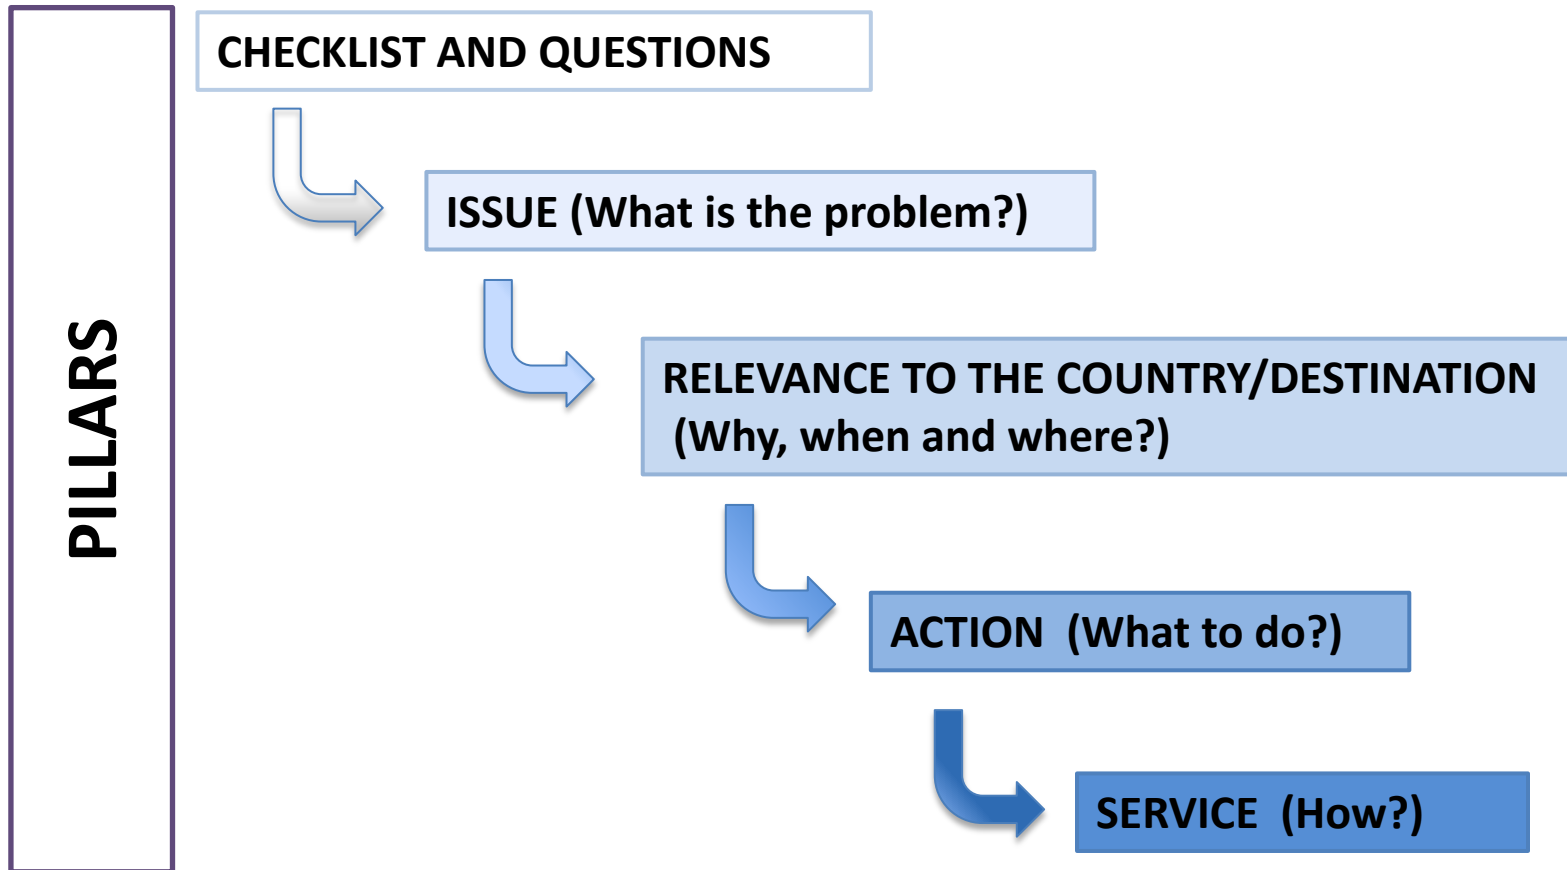 PILLARS
CHECKLIST AND QUESTIONS
ISSUE (What is the problem?)
RELEVANCE TO THE COUNTRY/DESTINATION
(Why, when and where?)
ACTION  (What to do?)
SERVICE  (How?)